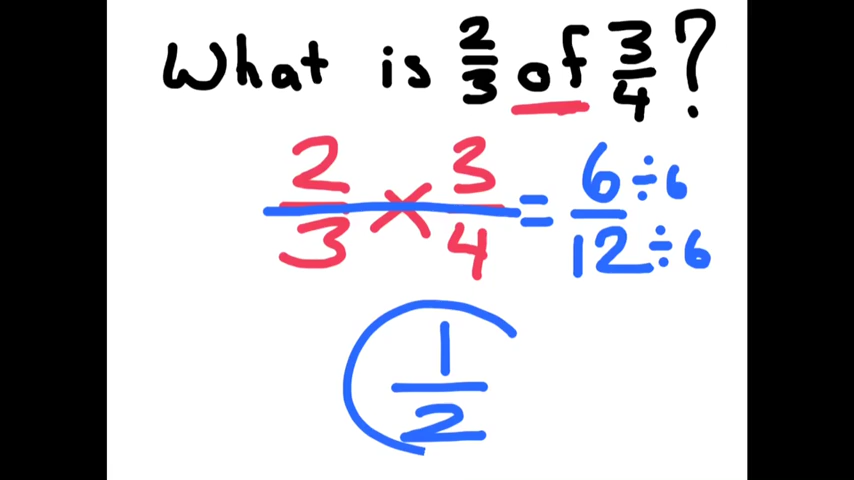 What is 2/3 of 3/4?
2/3 × 3/4 = 6÷6/12÷6
1/2